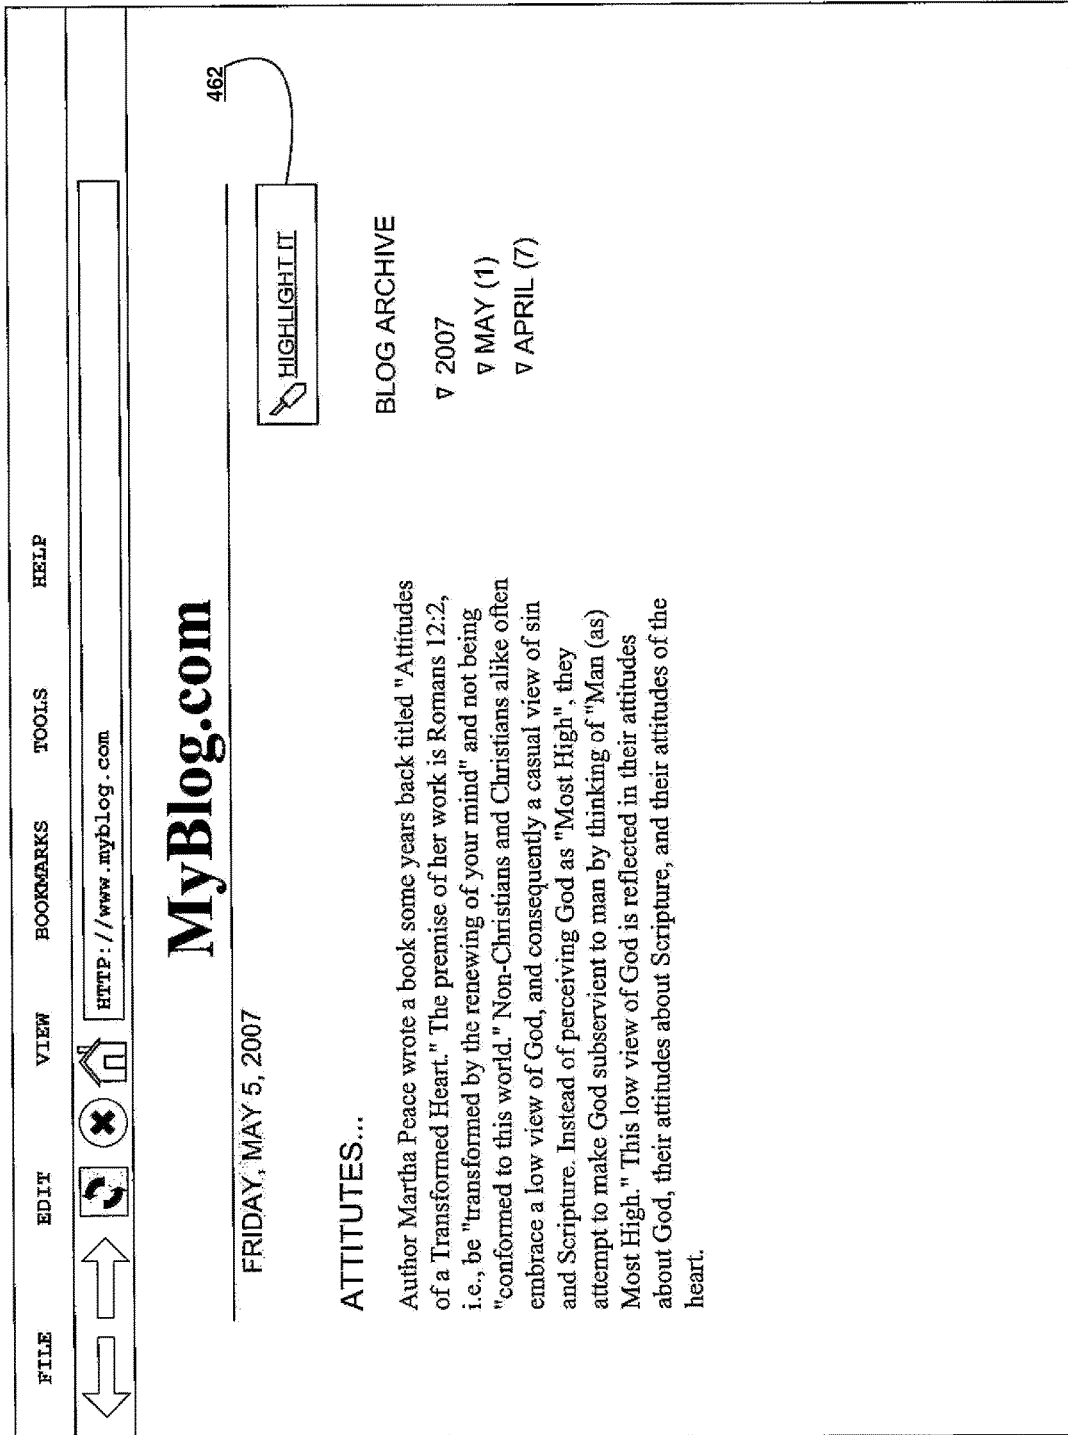 FILE EDIT VIEW BOOKMARKS TOOLS HELP
HTTP://www.myblog.com
MyBlog.com
462
FRIDAY, MAY 5, 2007
HIGHLIGHT IT
ATTITUTES...
Author Martha Peace wrote a book some years back titled "Attitudes
of a Transformed Heart." The premise of her work is Romans 12:2,
i.e., be "transformed by the renewing of your mind" and not being
"conformed to this world." Non-Christians and Christians alike often
embrace a low view of God, and consequently a casual view of sin
and Scripture. Instead of perceiving God as "Most High", they
attempt to make God subservient to man by thinking of "Man (as)
Most High." This low view of God is reflected in their attitudes
about God, their attitudes about Scripture, and their attitudes of the
heart.
BLOG ARCHIVE
∇ 2007
∇ MAY (1)
∇ APRIL (7)